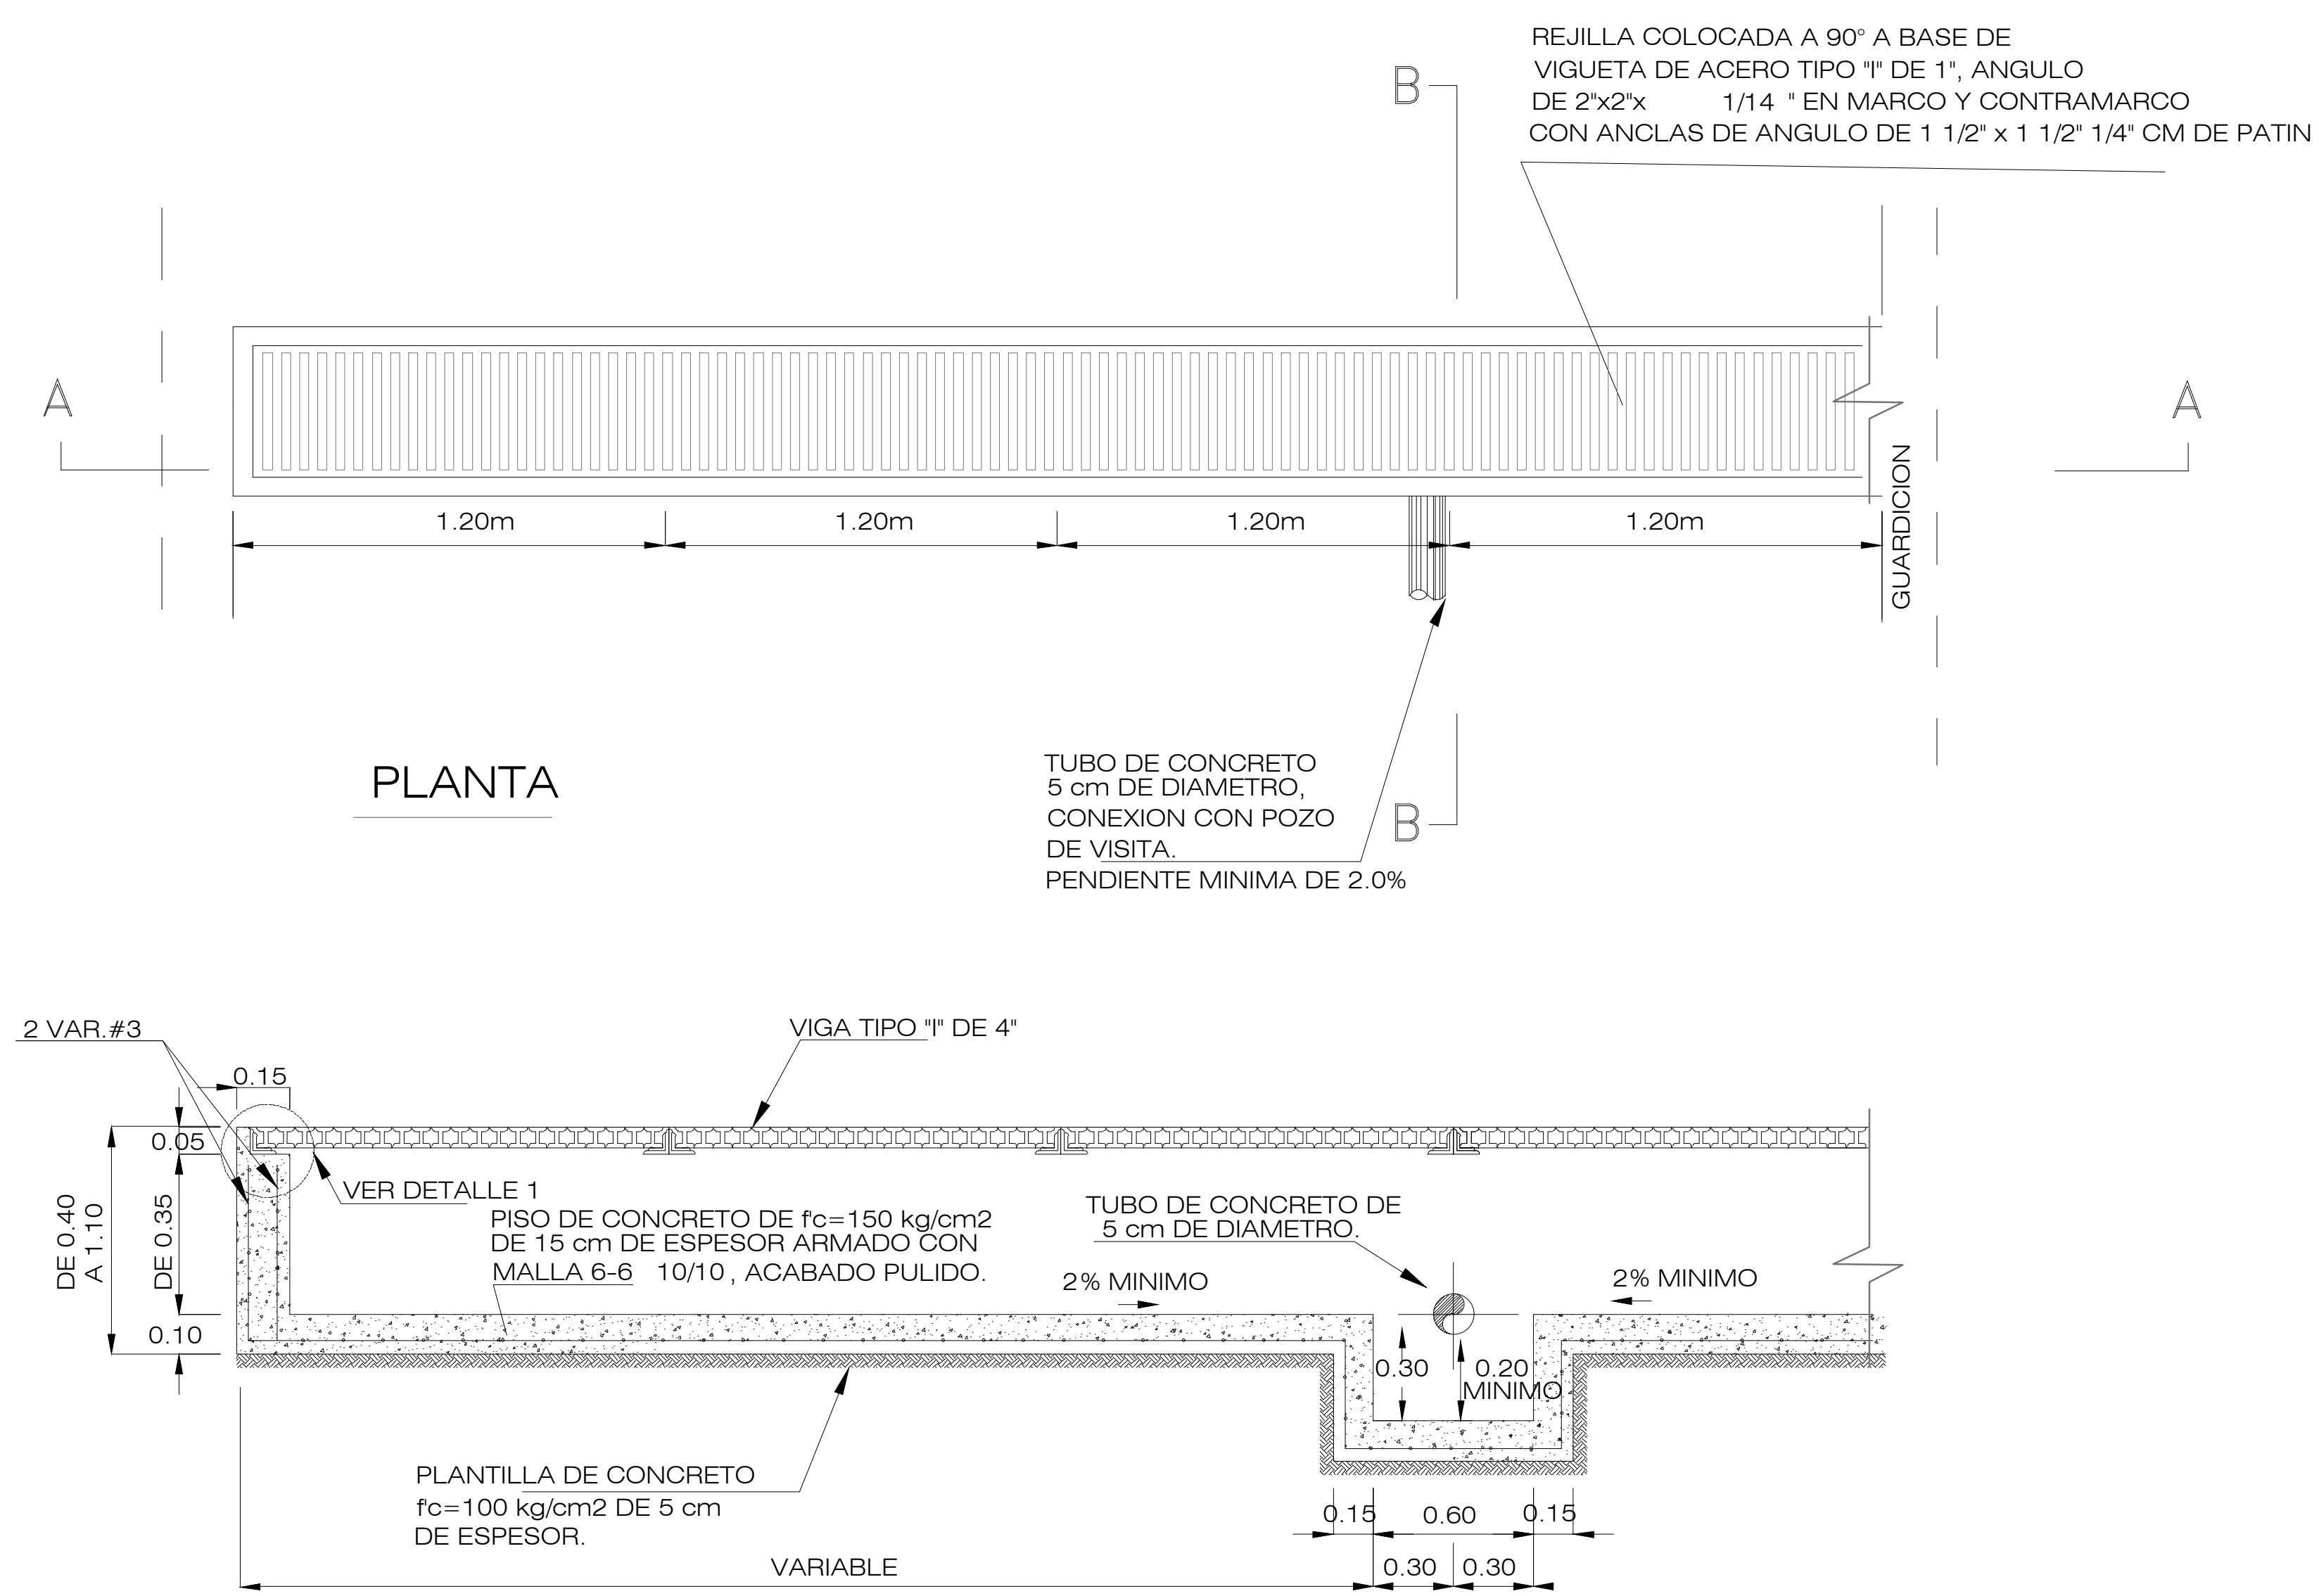 REJILLA COLOCADA A 90° A BASE DE
VIGUETA DE ACERO TIPO "I" DE 1", ANGULO
DE 2"x2"x 1/14 " EN MARCO Y CONTRAMARCO
CON ANCLAS DE ANGULO DE 1 1/2" x 1 1/2" 1/4" CM DE PATIN
B
A
A
1.20m
1.20m
1.20m
1.20m
GUARDICION
PLANTA
TUBO DE CONCRETO
5 cm DE DIAMETRO,
CONEXION CON POZO
DE VISITA.
PENDIENTE MINIMA DE 2.0%
B
2 VAR.#3
VIGA TIPO "I" DE 4"
0.15
0.05
DE 0.40
A 1.10
DE 0.35
0.10
VER DETALLE 1
PISO DE CONCRETO DE f'c=150 kg/cm2
DE 15 cm DE ESPESOR ARMADO CON
MALLA 6-6 10/10 , ACABADO PULIDO.
TUBO DE CONCRETO DE
5 cm DE DIAMETRO.
2% MINIMO
2% MINIMO
0.30
0.20
MINIMO
PLANTILLA DE CONCRETO
f'c=100 kg/cm2 DE 5 cm
DE ESPESOR.
0.15
0.60
0.15
VARIABLE
0.30
0.30